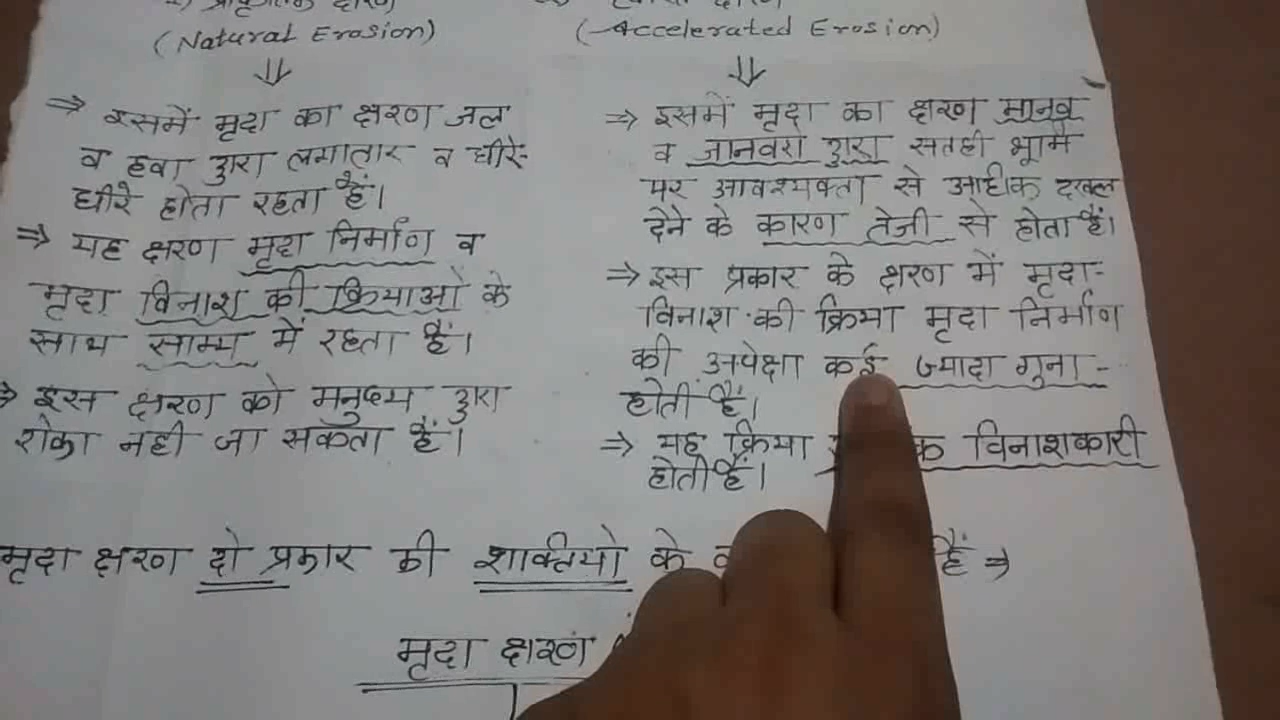 (Natural Erosion)
इसमें मृदा का क्षरण जल
व हवा द्वारा लगातार व धीरे-
धीरे होता रहता हैं।
⇒ यह क्षरण मृदा निर्माण व
मृदा विनाश की क्रियाओं के
साथ साम्य में रहता हैं।
⇒ इस क्षरण को मनुष्य द्वारा
रोका नही जा सकता हैं।
(Accelerated Erosion)
⇒ इसमें मृदा का क्षरण मानव
व जानवरों द्वारा सतही भूमि
पर आवश्यक्ता से अधिक दखल
देने के कारण तेजी से होता हैं।
⇒ इस प्रकार के क्षरण में मृदा-
विनाश की क्रिया मृदा निर्माण
की अपेक्षा कई ज्यादा गुना-
होती हैं।
⇒ यह क्रिया विनाशकारी
होती हैं।
मृदा क्षरण दो प्रकार की शक्तियो के हैं ⇒
मृदा क्षरण